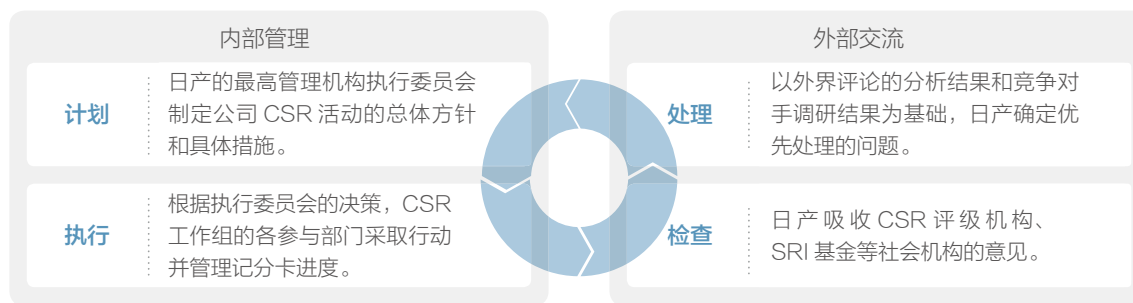 内部管理
计划
日产的最高管理机构执行委员会
制定公司 CSR 活动的总体方针
和具体措施。
执行
根据执行委员会的决策，CSR
工作组的各参与部门采取行动
并管理记分卡进度。
外部交流
处理
以外界评论的分析结果和竞争对
手调研结果为基础，日产确定优
先处理的问题。
检查
日产吸收 CSR 评级机构、
SRI 基金等社会机构的意见。